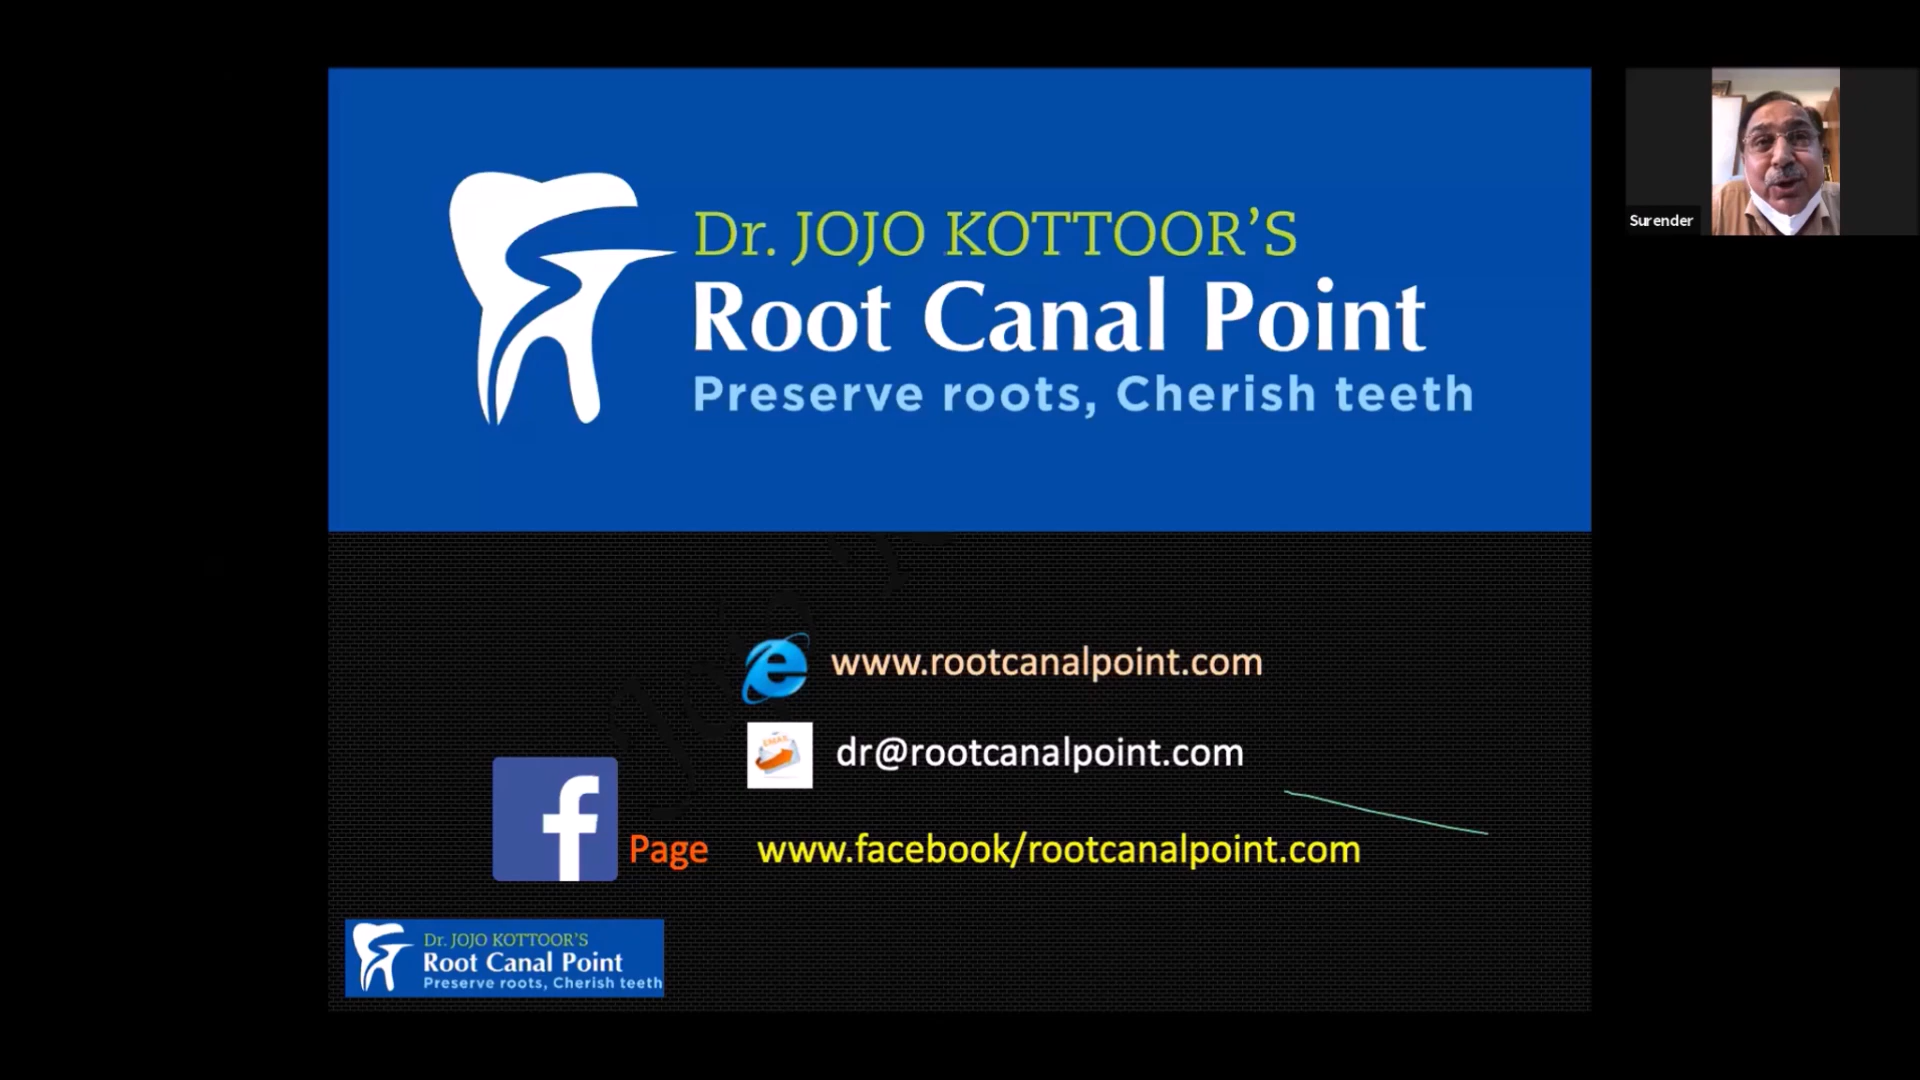 Dr. JOJO KOTTOOR'S
Root Canal Point
Preserve roots, Cherish teeth
Surender
www.rootcanalpoint.com
EMAIL
dr@rootcanalpoint.com
f
Page www.facebook/rootcanalpoint.com
Dr. JOJO KOTTOOR'S
Root Canal Point
Preserve roots, Cherish teeth